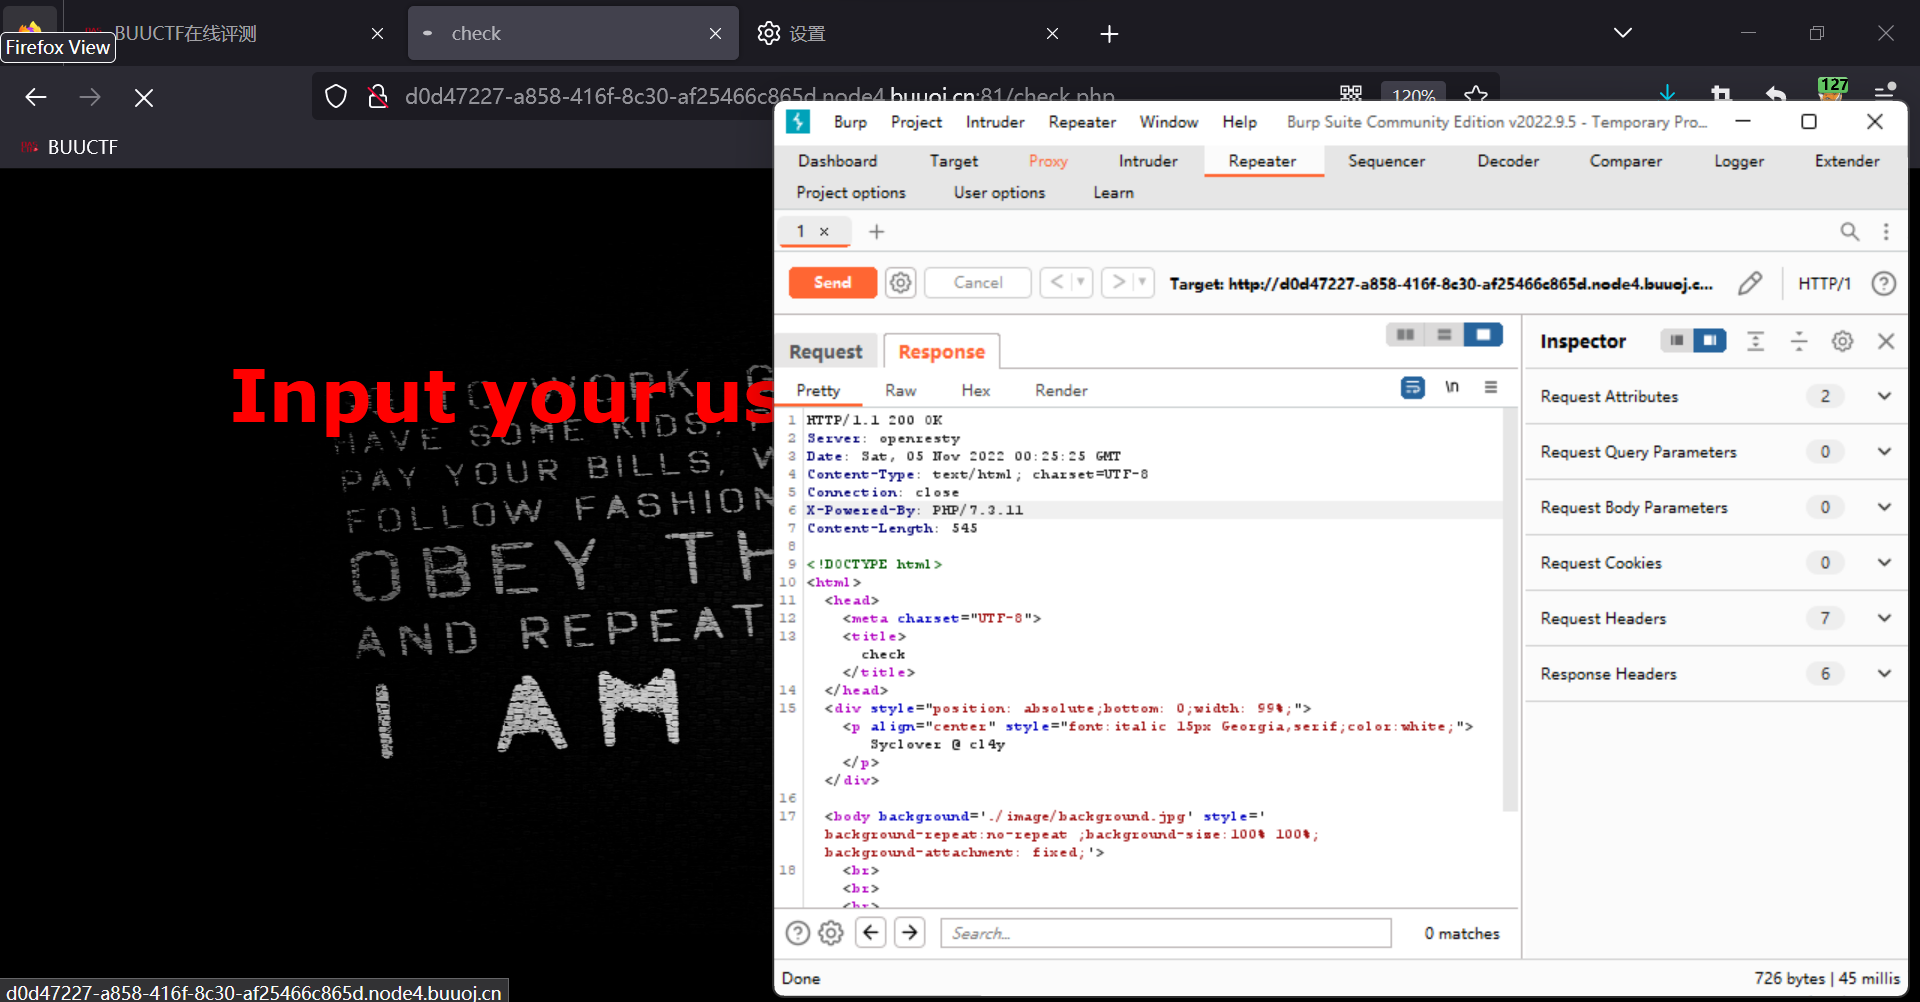 BUUCTF在线评测
check
设置
Firefox View
d0d47227-a858-416f-8c30-af25466c865d.node4.buuoj.cn:81/check.php
120%
127
BUUCTF
Burp Project Intruder Repeater Window Help Burp Suite Community Edition v2022.9.5 - Temporary Pro...
Dashboard Target Proxy Intruder Repeater Sequencer Decoder Comparer Logger Extender
Project options User options Learn
1 ×
Send Cancel < > Target: http://d0d47227-a858-416f-8c30-af25466c865d.node4.buuoj.c... HTTP/1
Request Response
Pretty Raw Hex Render \n
1 HTTP/1.1 200 OK
2 Server: openresty
3 Date: Sat, 05 Nov 2022 00:25:25 GMT
4 Content-Type: text/html; charset=UTF-8
5 Connection: close
6 X-Powered-By: PHP/7.3.11
7 Content-Length: 545
8
9 <!DOCTYPE html>
10 <html>
11 <head>
12 <meta charset="UTF-8">
13 <title>
check
</title>
14 </head>
15 <div style="position: absolute;bottom: 0;width: 99%;">
<p align="center" style="font:italic 15px Georgia,serif;color:white;">
Syclover @ cl4y
</p>
</div>
16
17 <body background='./image/background.jpg' style='
background-repeat:no-repeat ;background-size:100% 100%;
background-attachment: fixed;'>
18 <br>
<br>
<br>
Search...
0 matches
Done
726 bytes | 45 millis
Inspector
Request Attributes 2
Request Query Parameters 0
Request Body Parameters 0
Request Cookies 0
Request Headers 7
Response Headers 6
Input your us
WORK, G
HAVE SOME KIDS,
PAY YOUR BILLS, W
FOLLOW FASHION
OBEY TH
AND REPEAT
I AM
d0d47227-a858-416f-8c30-af25466c865d.node4.buuoj.cn